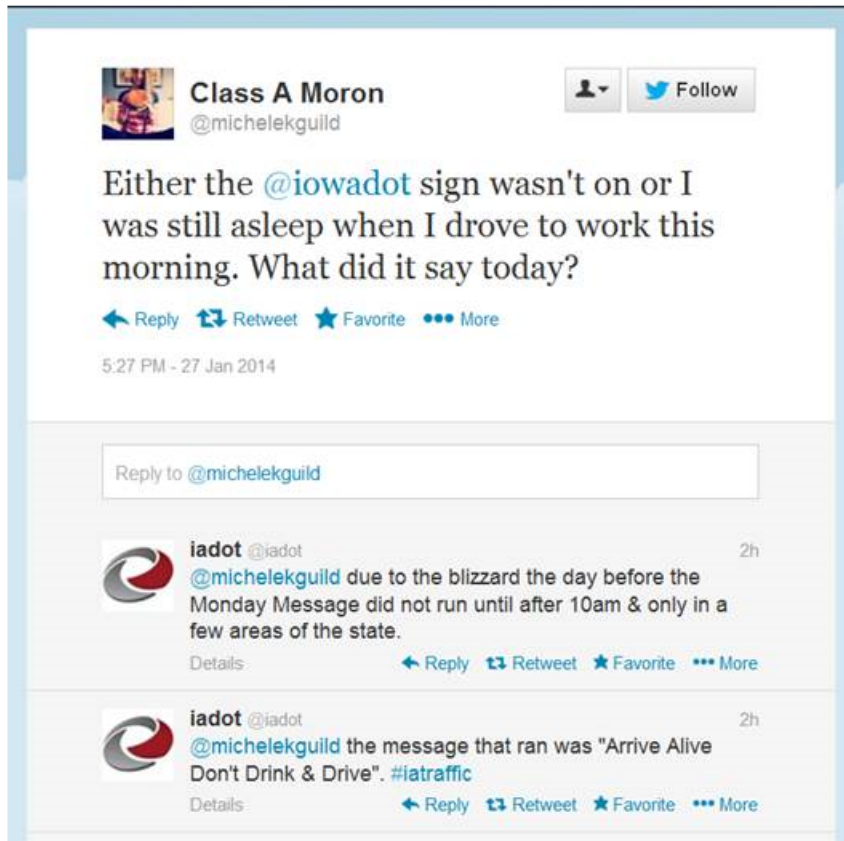 Class A Moron
@michelekguild
Follow
Either the @iowadot sign wasn't on or I
was still asleep when I drove to work this
morning. What did it say today?
Reply Retweet Favorite More
5:27 PM - 27 Jan 2014
Reply to @michelekguild
iadot @iadot 2h
@michelekguild due to the blizzard the day before the
Monday Message did not run until after 10am & only in a
few areas of the state.
Details Reply Retweet Favorite More
iadot @iadot 2h
@michelekguild the message that ran was "Arrive Alive
Don't Drink & Drive". #iatraffic
Details Reply Retweet Favorite More